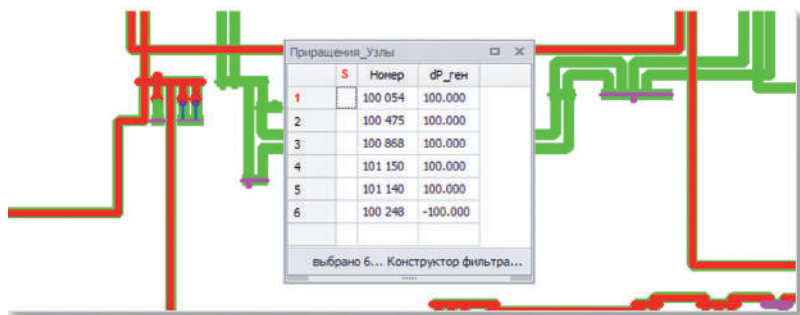 Приращения_Узлы
S Номер dP_ген
1 100 054 100.000
2 100 475 100.000
3 100 868 100.000
4 101 150 100.000
5 101 140 100.000
6 100 248 -100.000
выбрано 6... Конструктор фильтра...